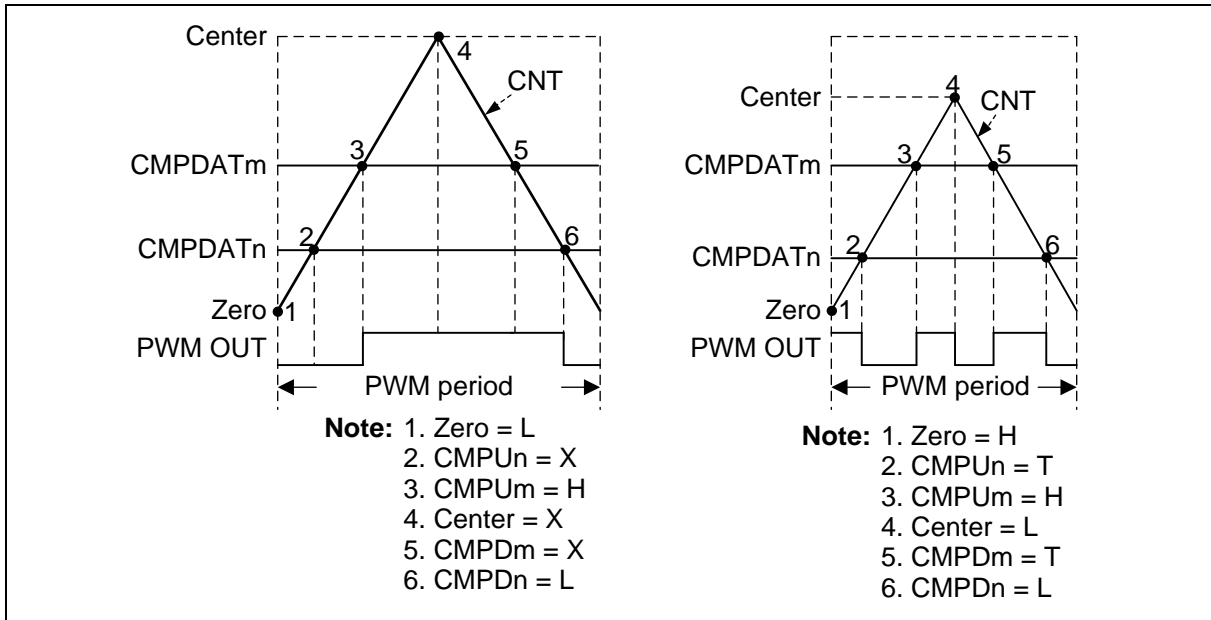 Center
4
CNT
3
5
CMPDATm
2
6
CMPDATn
Zero
1
PWM OUT
PWM period
Note: 1. Zero = L
2. CMPUn = X
3. CMPUm = H
4. Center = X
5. CMPDm = X
6. CMPDn = L
4
Center
CNT
3
5
CMPDATm
2
6
CMPDATn
Zero
1
PWM OUT
PWM period
Note: 1. Zero = H
2. CMPUn = T
3. CMPUm = H
4. Center = L
5. CMPDm = T
6. CMPDn = L